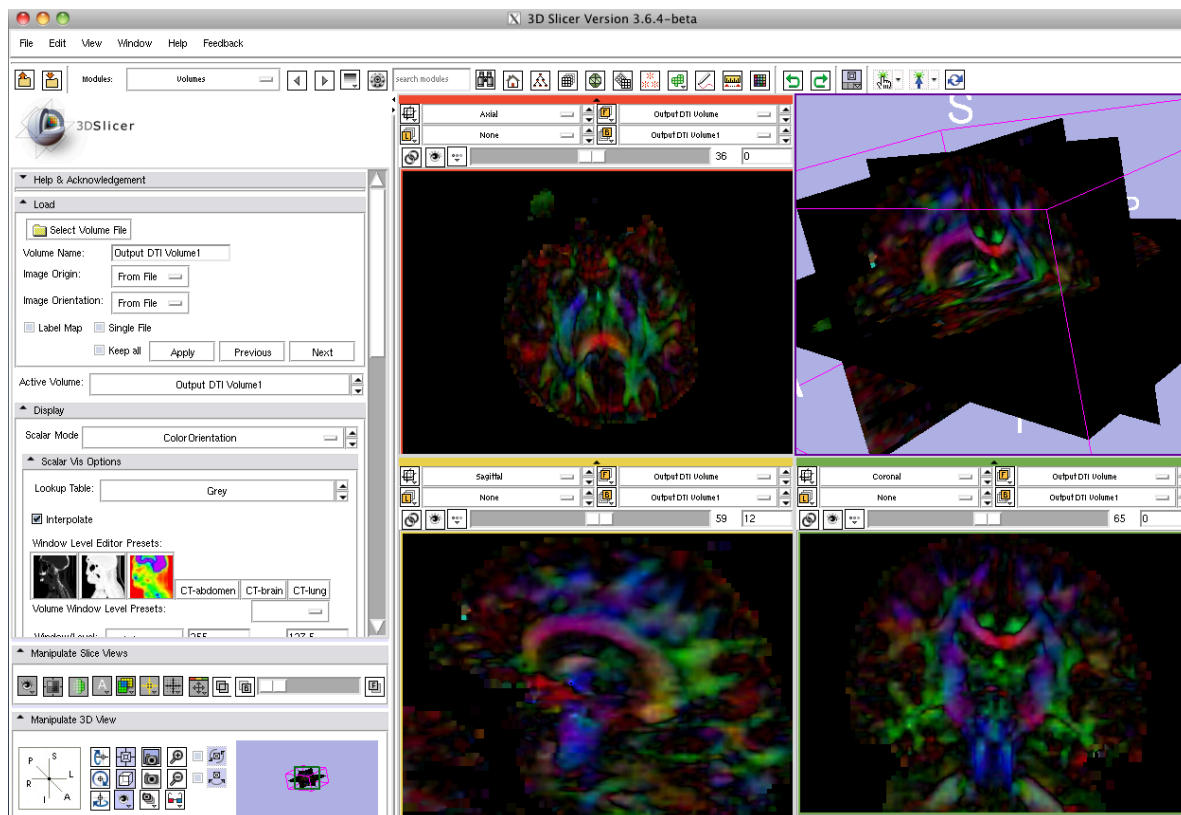 X 3D Slicer Version 3.6.4-beta
File Edit View Window Help Feedback
Modules: Volumes search modules
3DSlicer
Help & Acknowledgement
Load
Select Volume File
Volume Name: Output DTI Volume1
Image Origin: From File
Image Orientation: From File
Label Map Single File
Keep all Apply Previous Next
Active Volume: Output DTI Volume1
Display
Scalar Mode ColorOrientation
Scalar Vis Options
Lookup Table: Grey
Interpolate
Window Level Editor Presets:
CT-abdomen CT-brain CT-lung
Volume Window Level Presets:
Window/Level: 255 127.5
Manipulate Slice Views
Manipulate 3D View
P S L R I A
Axial F Output DTI Volume
L None B Output DTI Volume1
36 0
S
P
A
I
Sagittal F Output DTI Volume
L None B Output DTI Volume1
59 12
Coronal F Output DTI Volume
L None B Output DTI Volume1
65 0